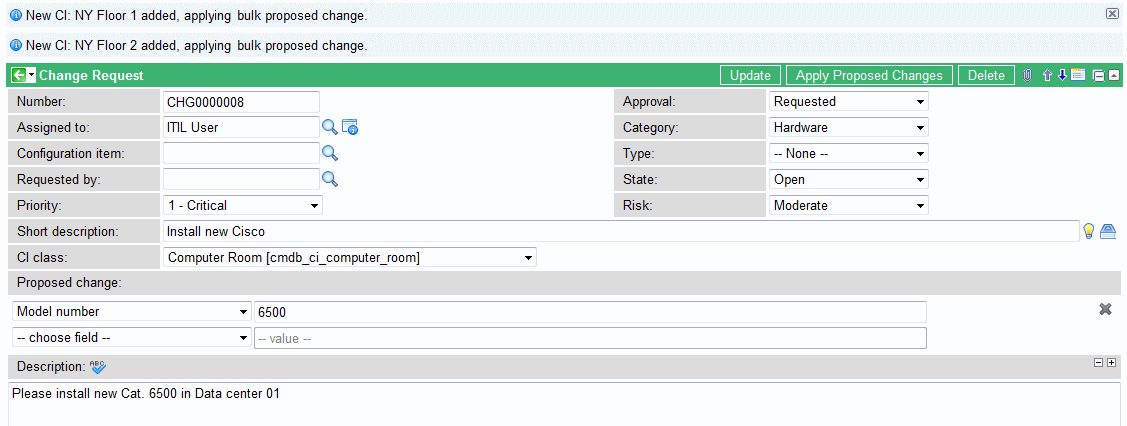 New CI: NY Floor 1 added, applying bulk proposed change.
New CI: NY Floor 2 added, applying bulk proposed change.
Change Request Update Apply Proposed Changes Delete
Number: CHG0000008 Approval: Requested
Assigned to: ITIL User Category: Hardware
Configuration item: Type: -- None --
Requested by: State: Open
Priority: 1 - Critical Risk: Moderate
Short description: Install new Cisco
CI class: Computer Room [cmdb_ci_computer_room]
Proposed change:
Model number 6500
-- choose field -- -- value --
Description: ABC
Please install new Cat. 6500 in Data center 01